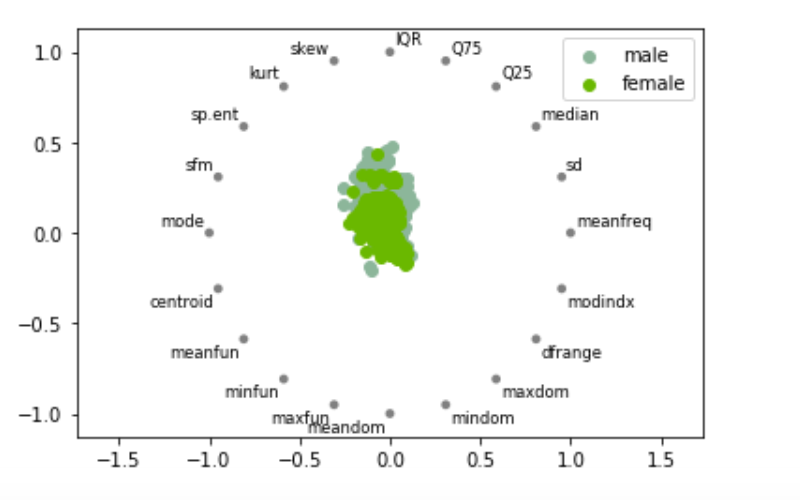 IQR
skew
Q75
male
kurt
Q25
female
sp.ent
median
sfm
sd
mode
meanfreq
centroid
modindx
meanfun
dfrange
minfun
maxdom
maxfun
mindom
meandom
1.0
0.5
0.0
−0.5
−1.0
−1.5 −1.0 −0.5 0.0 0.5 1.0 1.5